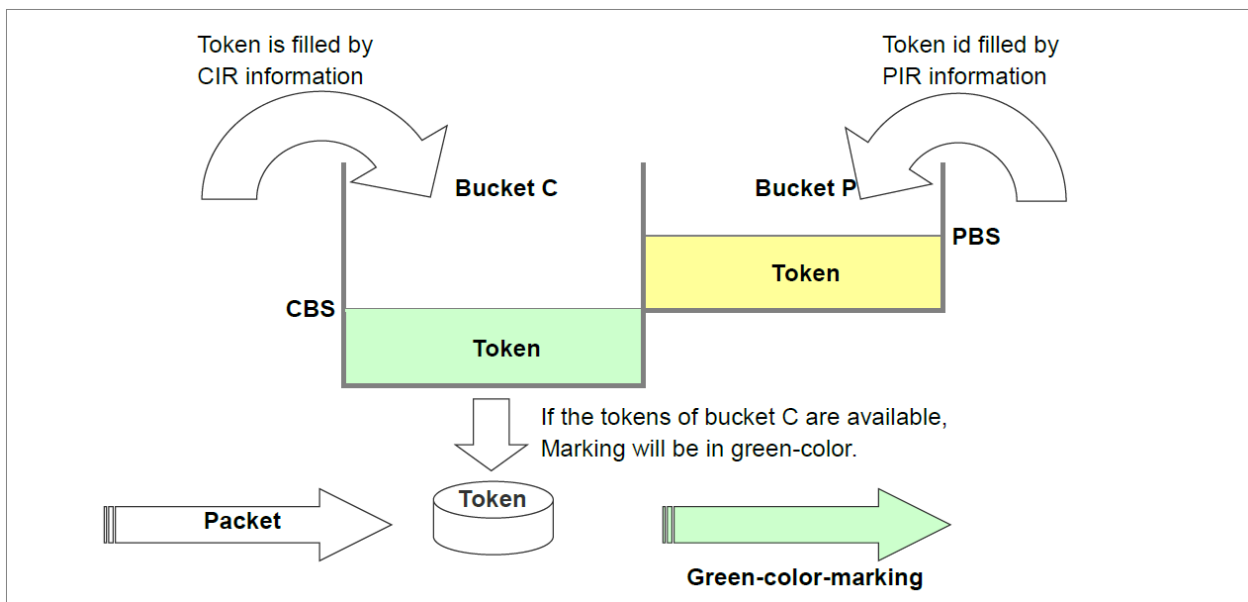 Token is filled by
CIR information
Token id filled by
PIR information
Bucket C
Bucket P
PBS
Token
CBS
Token
If the tokens of bucket C are available,
Marking will be in green-color.
Token
Packet
Green-color-marking